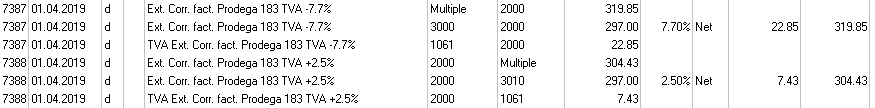 7387 01.04.2019 d Ext. Corr. fact. Prodega 183 TVA -7.7% Multiple 2000 319.85
7387 01.04.2019 d Ext. Corr. fact. Prodega 183 TVA -7.7% 3000 2000 297.00 7.70% Net 22.85 319.85
7387 01.04.2019 d TVA Ext. Corr. fact. Prodega 183 TVA -7.7% 1061 2000 22.85
7388 01.04.2019 d Ext. Corr. fact. Prodega 183 TVA +2.5% 2000 Multiple 304.43
7388 01.04.2019 d Ext. Corr. fact. Prodega 183 TVA +2.5% 2000 3010 297.00 2.50% Net 7.43 304.43
7388 01.04.2019 d TVA Ext. Corr. fact. Prodega 183 TVA +2.5% 2000 1061 7.43